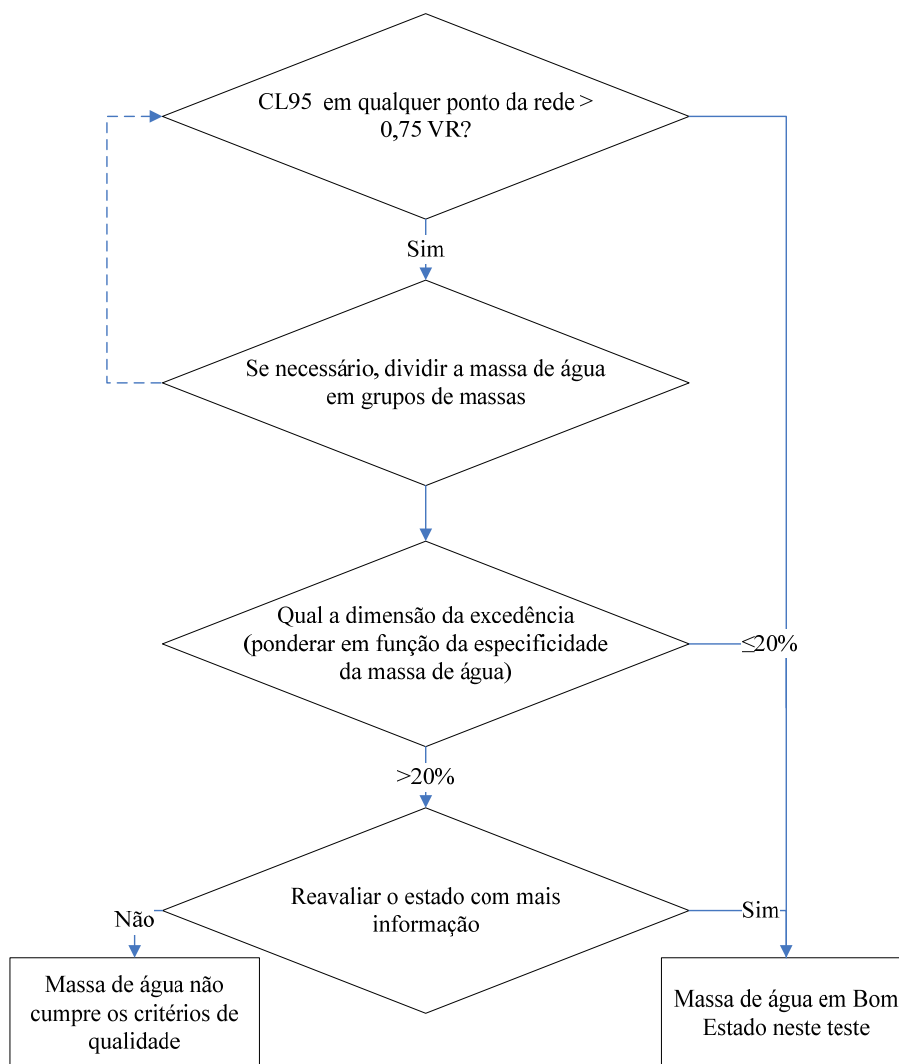 CL95 em qualquer ponto da rede >
0,75 VR?
Sim
Se necessário, dividir a massa de água
em grupos de massas
Qual a dimensão da excedência
(ponderar em função da especificidade
da massa de água)
≤20%
>20%
Reavaliar o estado com mais
informação
Não
Sim
Massa de água não
cumpre os critérios de
qualidade
Massa de água em Bom
Estado neste teste